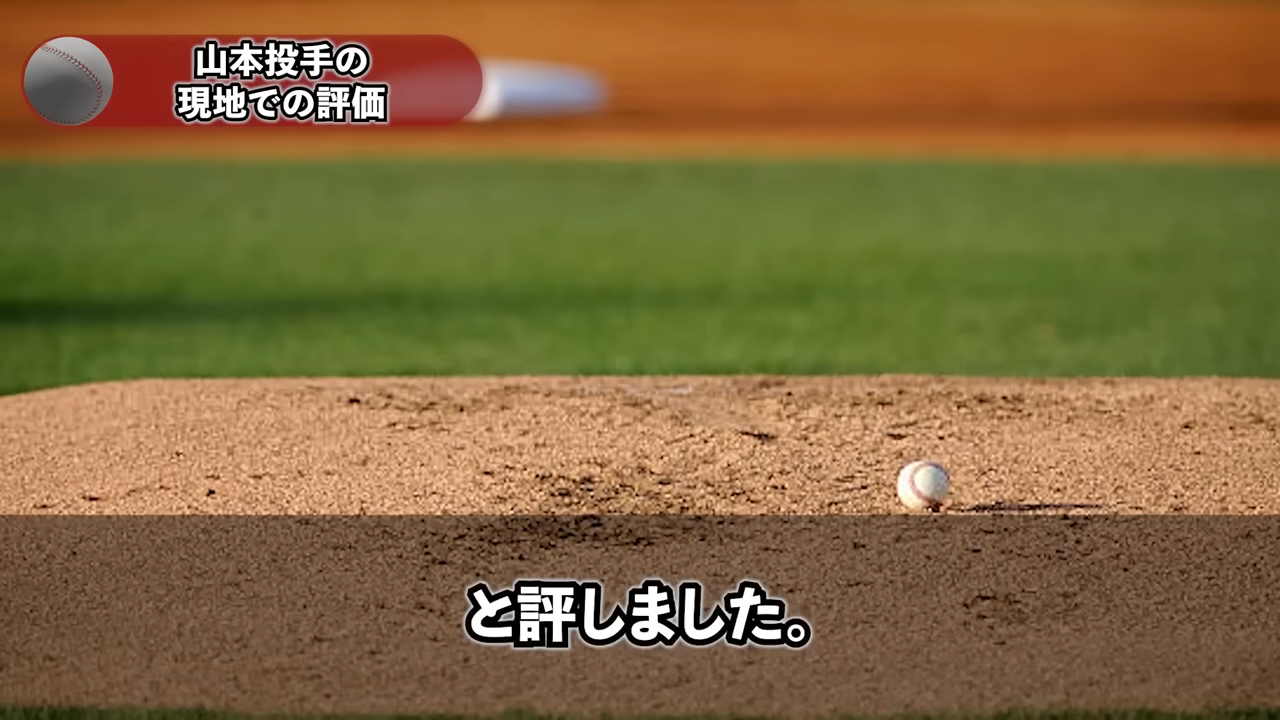 山本投手の
現地での評価
と評しました。